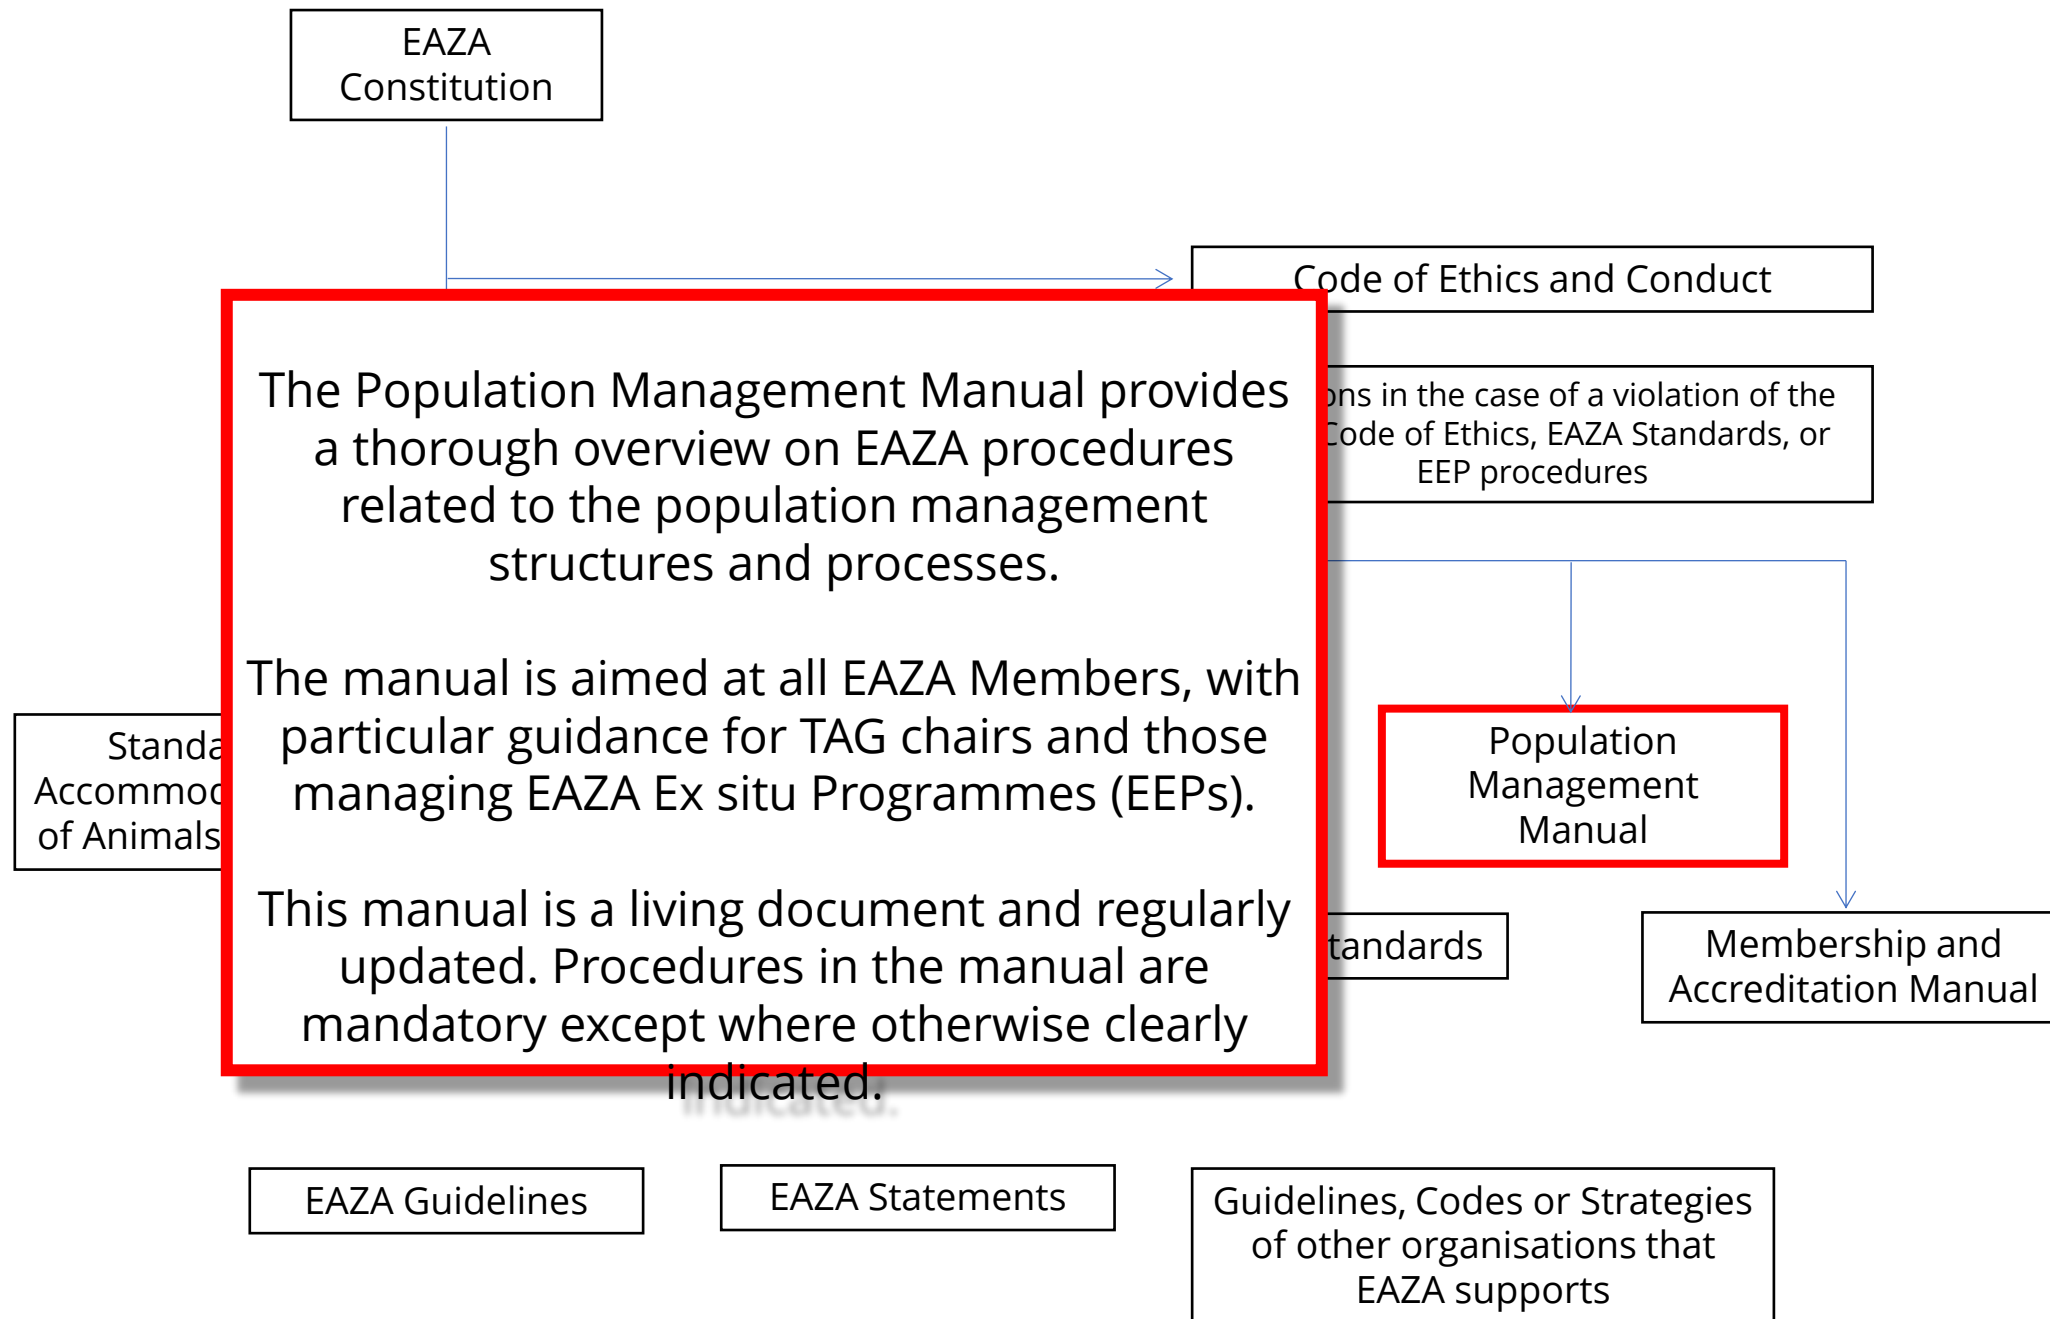 EAZA
Constitution
Code of Ethics and Conduct
in the case of a violation of the
Code of Ethics, EAZA Standards, or
EEP procedures
The Population Management Manual provides
a thorough overview on EAZA procedures
related to the population management
structures and processes.
The manual is aimed at all EAZA Members, with
particular guidance for TAG chairs and those
managing EAZA Ex situ Programmes (EEPs).
This manual is a living document and regularly
updated. Procedures in the manual are
mandatory except where otherwise clearly
indicated.
of Animals
Population
Management
Manual
Membership and
Accreditation Manual
EAZA Guidelines
EAZA Statements
Guidelines, Codes or Strategies
of other organisations that
EAZA supports